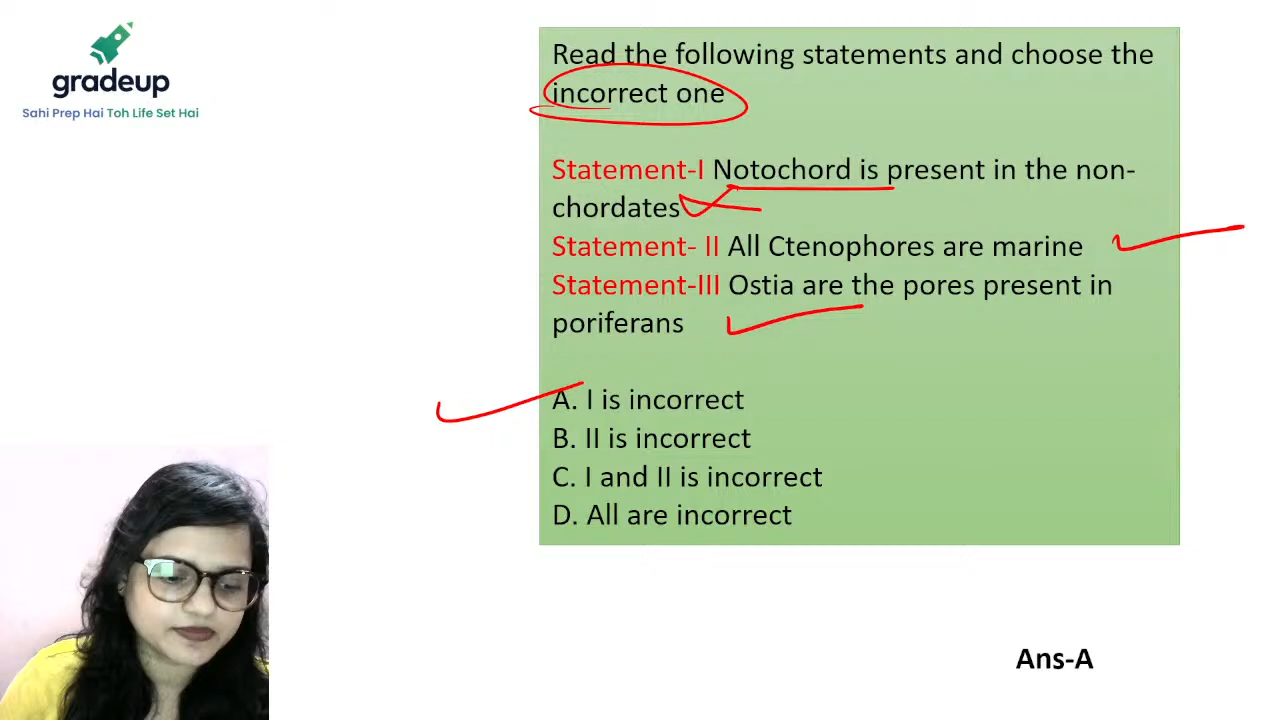 gradeup
Sahi Prep Hai Toh Life Set Hai
Read the following statements and choose the
incorrect one
Statement-I Notochord is present in the non-
chordates
Statement- II All Ctenophores are marine
Statement-III Ostia are the pores present in
poriferans
A. I is incorrect
B. II is incorrect
C. I and II is incorrect
D. All are incorrect
Ans-A